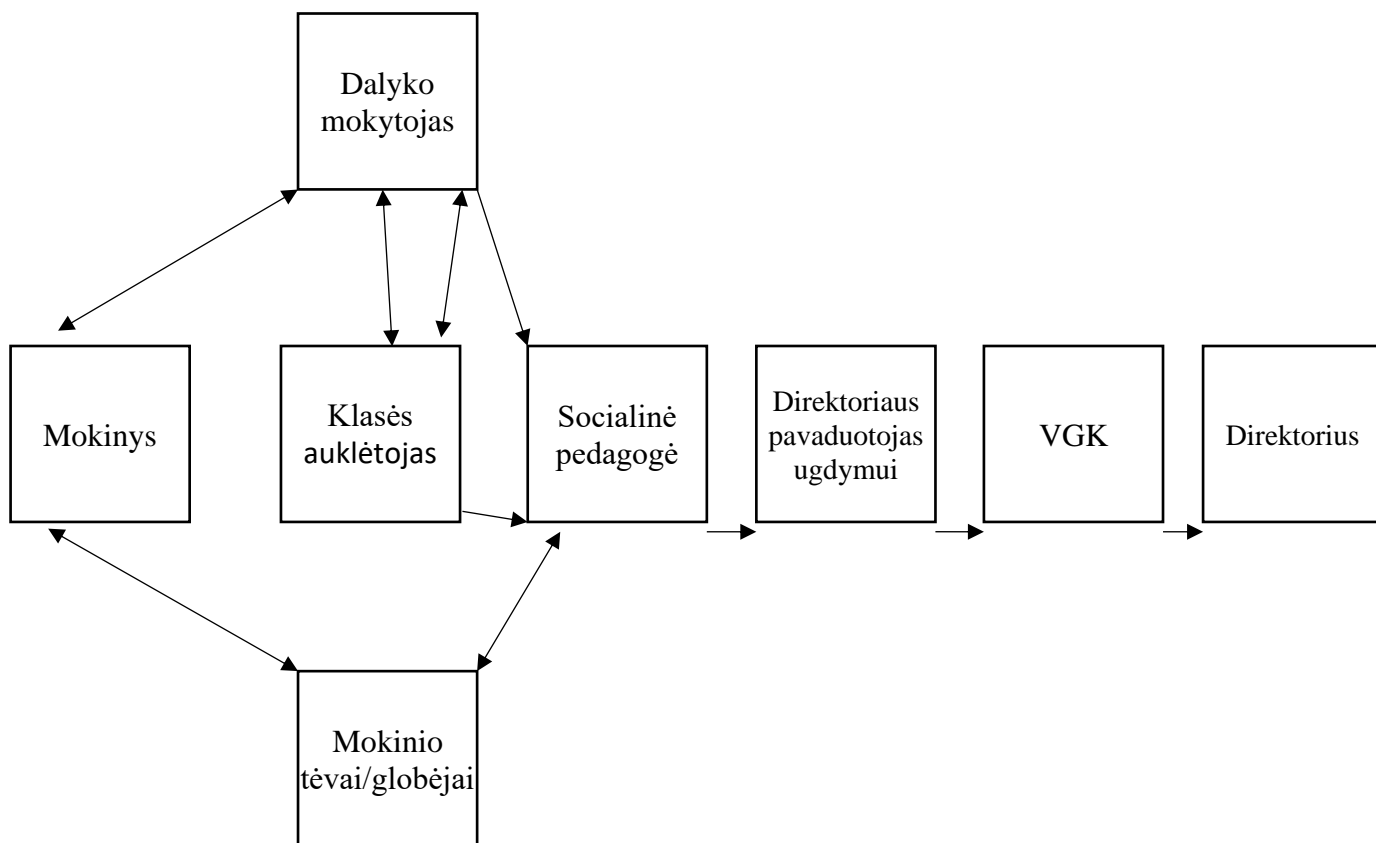 Dalyko
mokytojas
Mokinys
Klasės
auklėtojas
Socialinė
pedagogė
Direktoriaus
pavaduotojas
ugdymui
VGK
Direktorius
Mokinio
tėvai/globėjai